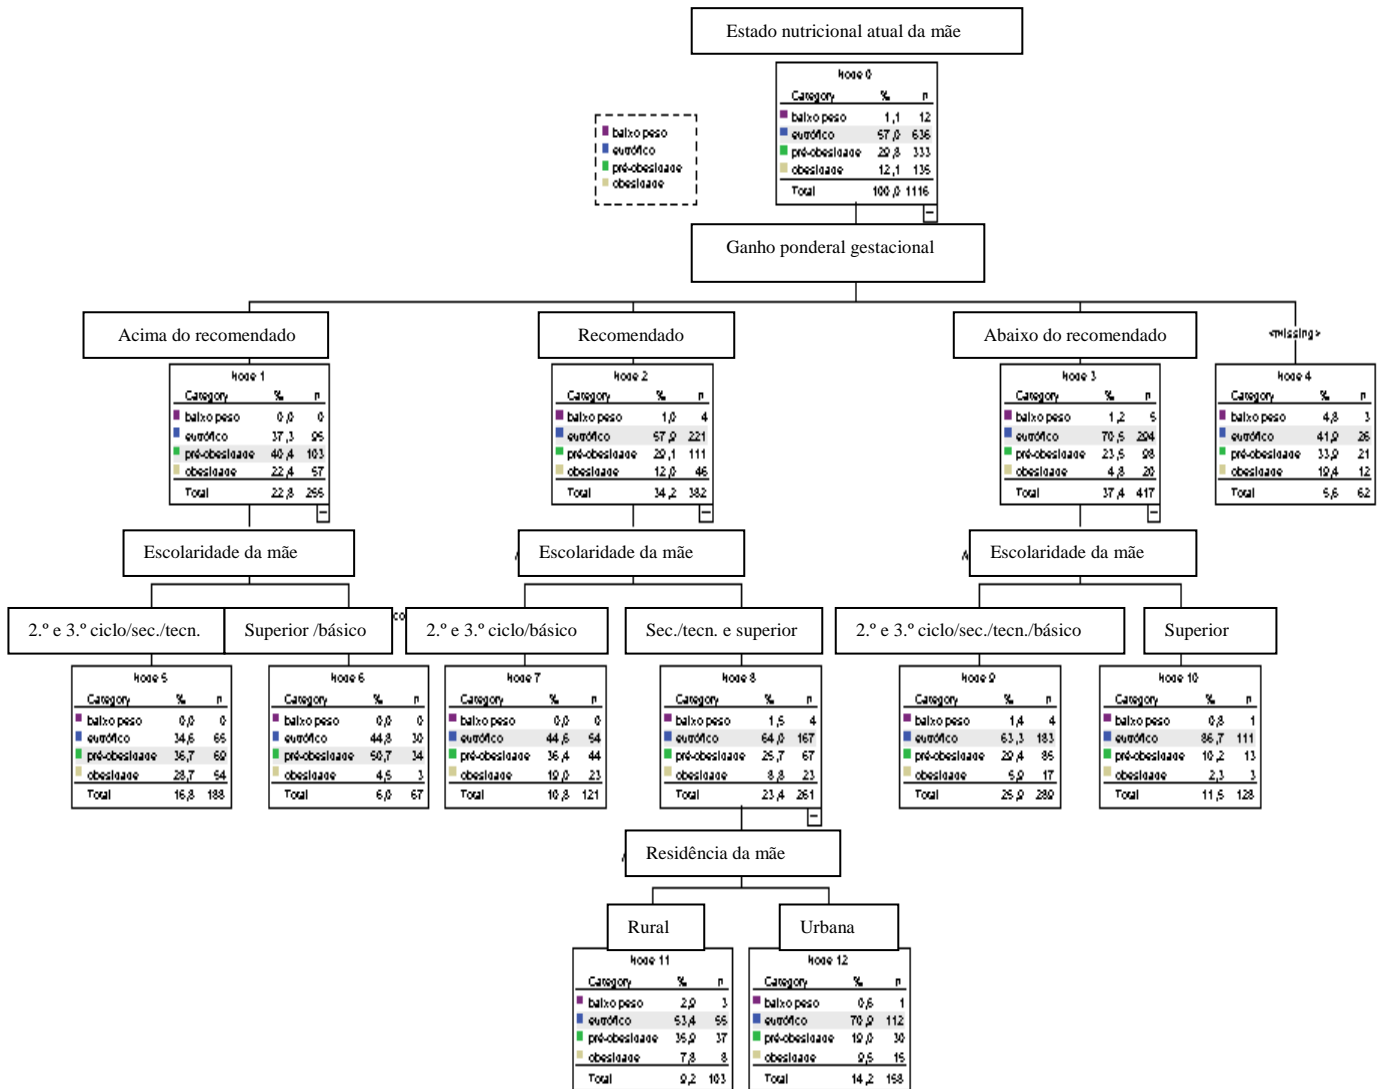 Estado nutricional atual da mãe
Node 0
Category % n
baixo peso 1,1 12
eutrófico 57,0 636
pré-obesidade 29,8 333
obesidade 12,1 135
Total 100,0 1116
baixo peso
eutrófico
pré-obesidade
obesidade
Ganho ponderal gestacional
Acima do recomendado
Recomendado
Abaixo do recomendado
<missing>
Node 1
Category % n
baixo peso 0,0 0
eutrófico 37,3 95
pré-obesidade 40,4 103
obesidade 22,4 57
Total 22,8 255
Node 2
Category % n
baixo peso 1,0 4
eutrófico 57,9 221
pré-obesidade 29,1 111
obesidade 12,0 46
Total 34,2 382
Node 3
Category % n
baixo peso 1,2 5
eutrófico 70,5 294
pré-obesidade 23,5 98
obesidade 4,8 20
Total 37,4 417
Node 4
Category % n
baixo peso 4,8 3
eutrófico 41,9 26
pré-obesidade 33,9 21
obesidade 19,4 12
Total 5,6 62
Escolaridade da mãe
Escolaridade da mãe
Escolaridade da mãe
2.º e 3.º ciclo/sec./tecn.
Superior /básico
2.º e 3.º ciclo/básico
Sec./tecn. e superior
2.º e 3.º ciclo/sec./tecn./básico
Superior
Node 5
Category % n
baixo peso 0,0 0
eutrófico 34,6 65
pré-obesidade 36,7 69
obesidade 28,7 54
Total 16,8 188
Node 6
Category % n
baixo peso 0,0 0
eutrófico 44,8 30
pré-obesidade 50,7 34
obesidade 4,5 3
Total 6,0 67
Node 7
Category % n
baixo peso 0,0 0
eutrófico 44,6 54
pré-obesidade 36,4 44
obesidade 19,0 23
Total 10,8 121
Node 8
Category % n
baixo peso 1,5 4
eutrófico 64,0 167
pré-obesidade 25,7 67
obesidade 8,8 23
Total 23,4 261
Node 9
Category % n
baixo peso 1,4 4
eutrófico 63,3 183
pré-obesidade 29,4 85
obesidade 5,9 17
Total 25,9 289
Node 10
Category % n
baixo peso 0,8 1
eutrófico 86,7 111
pré-obesidade 10,2 13
obesidade 2,3 3
Total 11,5 128
Residência da mãe
Rural
Urbana
Node 11
Category % n
baixo peso 2,9 3
eutrófico 53,4 55
pré-obesidade 35,9 37
obesidade 7,8 8
Total 9,2 103
Node 12
Category % n
baixo peso 0,6 1
eutrófico 70,9 112
pré-obesidade 19,0 30
obesidade 9,5 15
Total 14,2 158